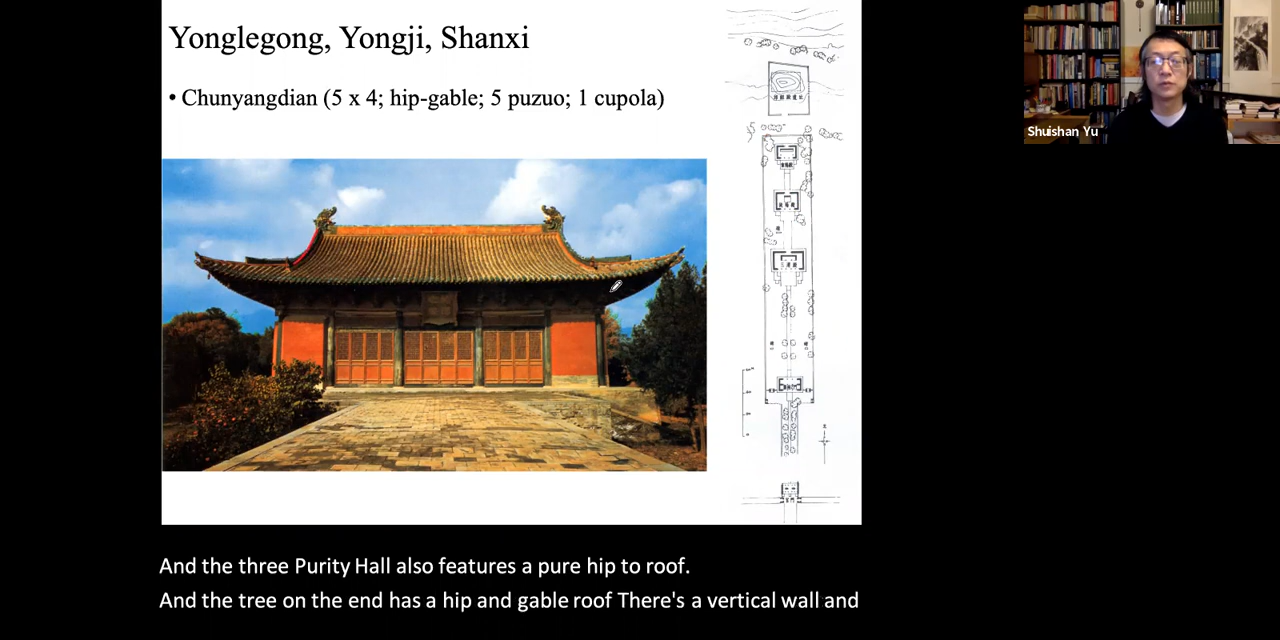 Yonglegong, Yongji, Shanxi
• Chunyangdian (5 x 4; hip-gable; 5 puzuo; 1 cupola)
Shuishan Yu
And the three Purity Hall also features a pure hip to roof.
And the tree on the end has a hip and gable roof There's a vertical wall and